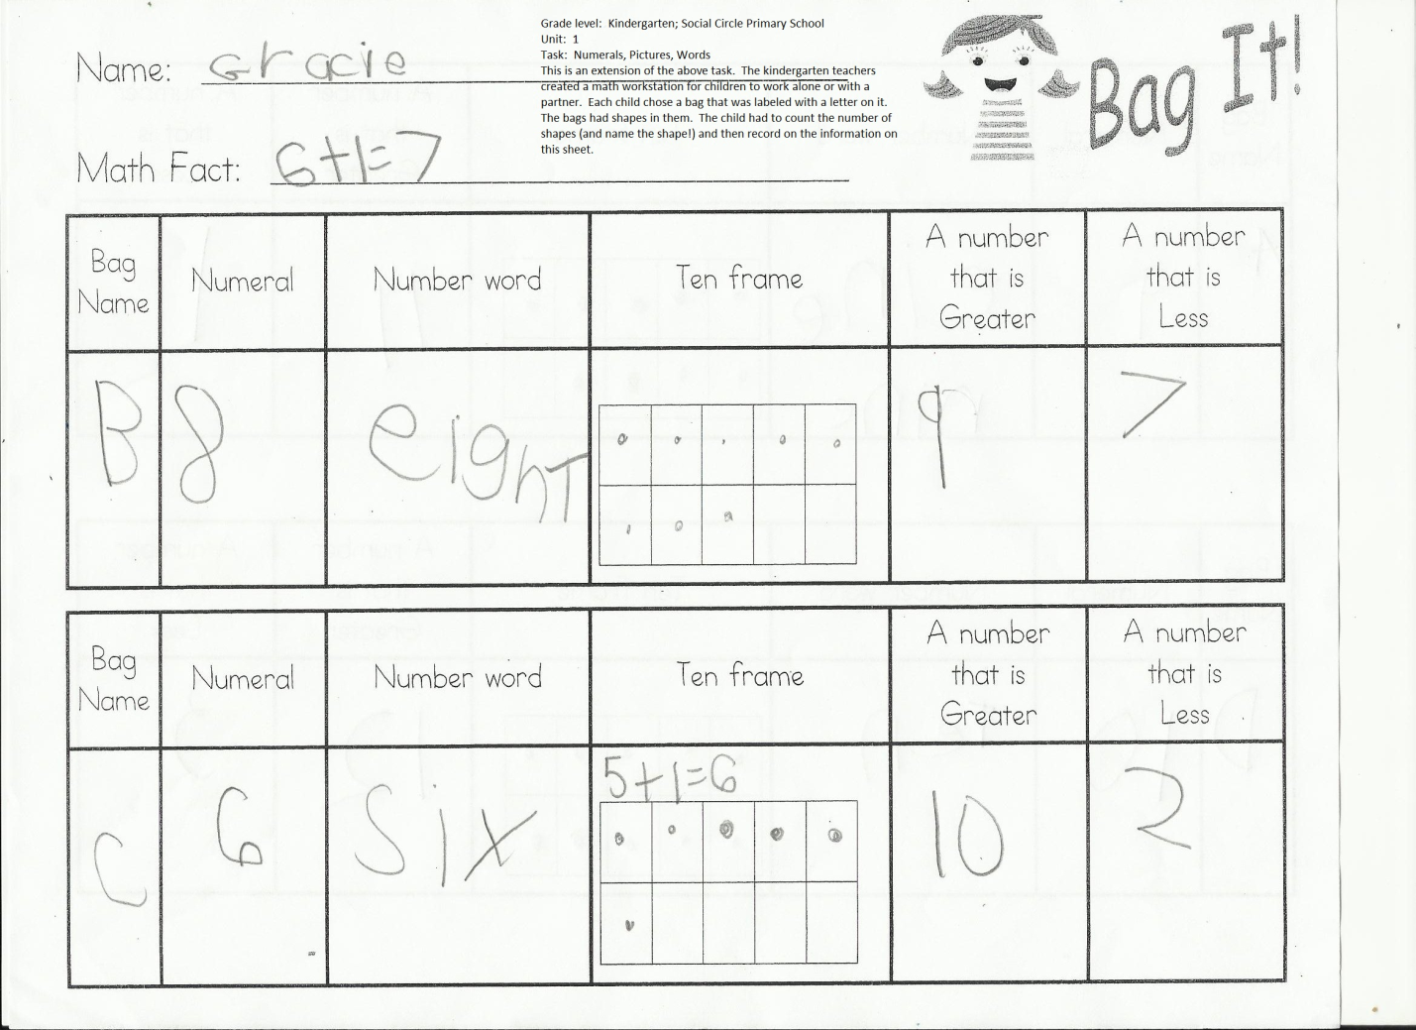 Grade level: Kindergarten; Social Circle Primary School
Unit: 1
Task: Numerals, Pictures, Words
This is an extension of the above task. The kindergarten teachers
created a math workstation for children to work alone or with a
partner. Each child chose a bag that was labeled with a letter on it.
The bags had shapes in them. The child had to count the number of
shapes (and name the shape!) and then record on the information on
this sheet.
Bag It!
Name: Gracie
Math Fact: 6+1=7
Bag Name
Numeral
Number word
Ten frame
A number that is Greater
A number that is Less
B
8
eight
9
7
Bag Name
Numeral
Number word
Ten frame
A number that is Greater
A number that is Less
C
6
six
5+1=6
10
2